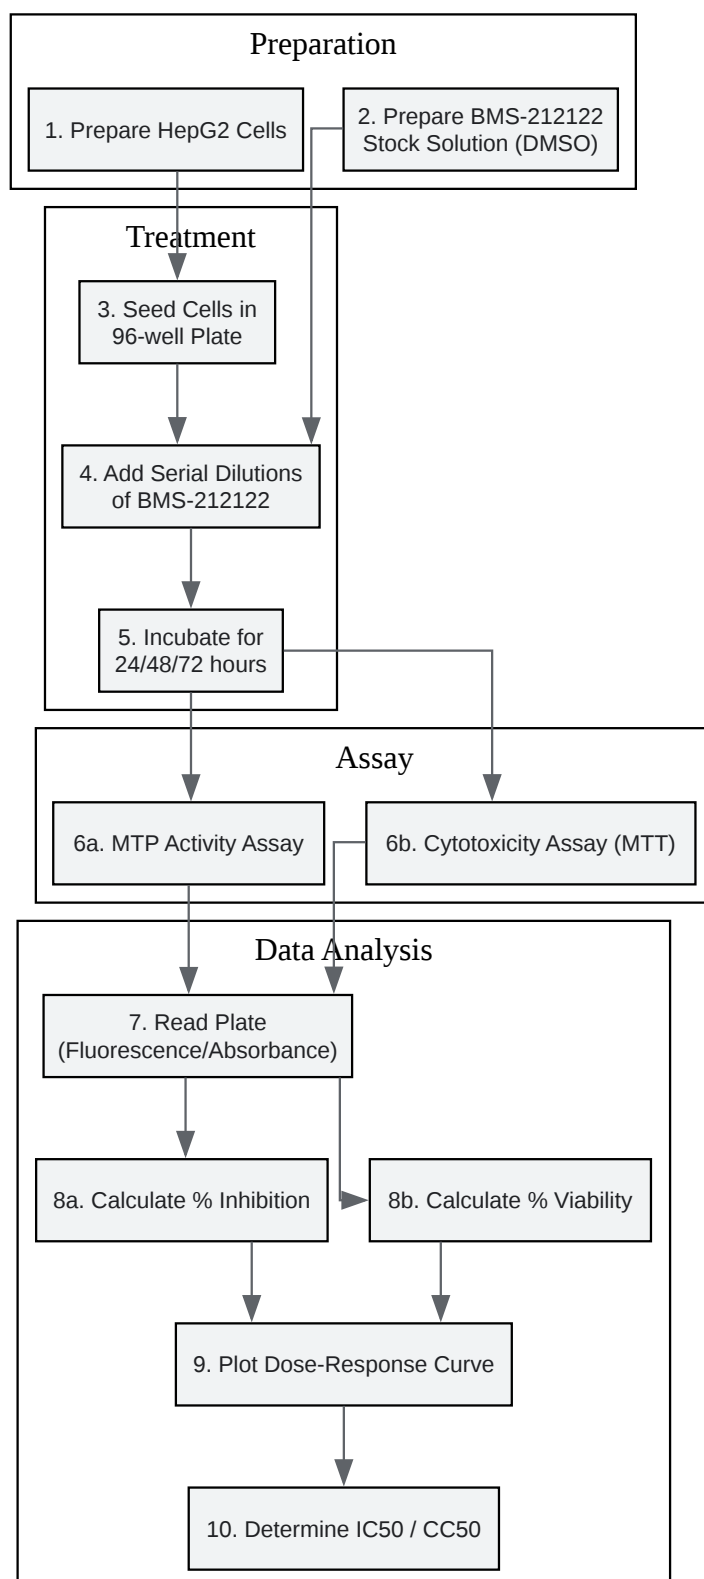 Preparation
1. Prepare HepG2 Cells
2. Prepare BMS-212122
Stock Solution (DMSO)
Treatment
3. Seed Cells in
96-well Plate
4. Add Serial Dilutions
of BMS-212122
5. Incubate for
24/48/72 hours
Assay
6a. MTP Activity Assay
6b. Cytotoxicity Assay (MTT)
Data Analysis
7. Read Plate
(Fluorescence/Absorbance)
8a. Calculate % Inhibition
8b. Calculate % Viability
9. Plot Dose-Response Curve
10. Determine IC50 / CC50